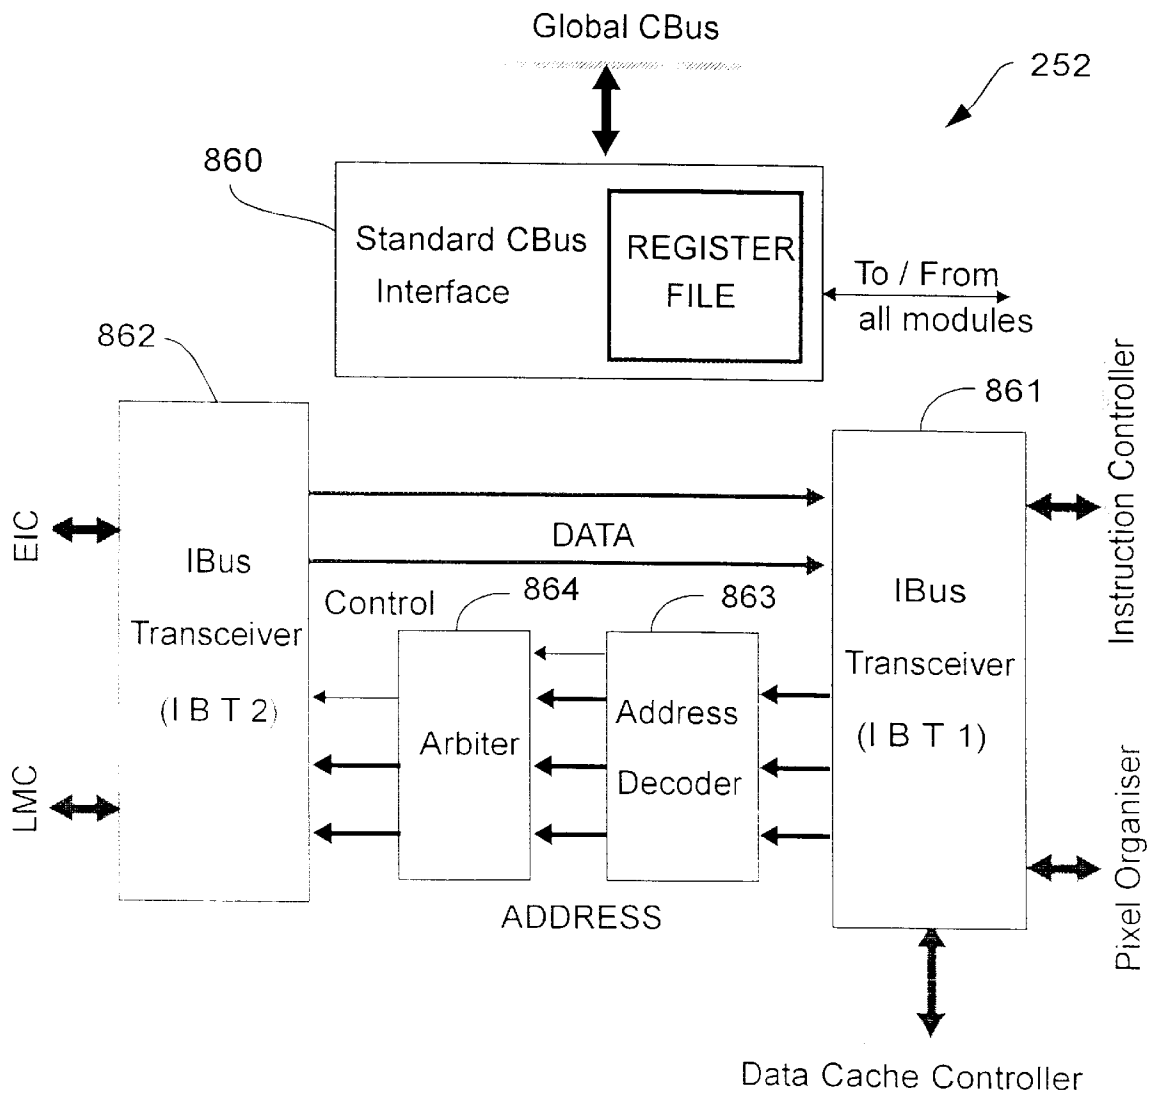 Global CBus
252
860
Standard CBus
Interface
REGISTER
FILE
To / From
all modules
862
861
Instruction Controller
EIC
DATA
IBus
Transceiver
(I B T 2)
Control
864
863
IBus
Transceiver
(I B T 1)
Arbiter
Address
Decoder
LMC
ADDRESS
Pixel Organiser
Data Cache Controller